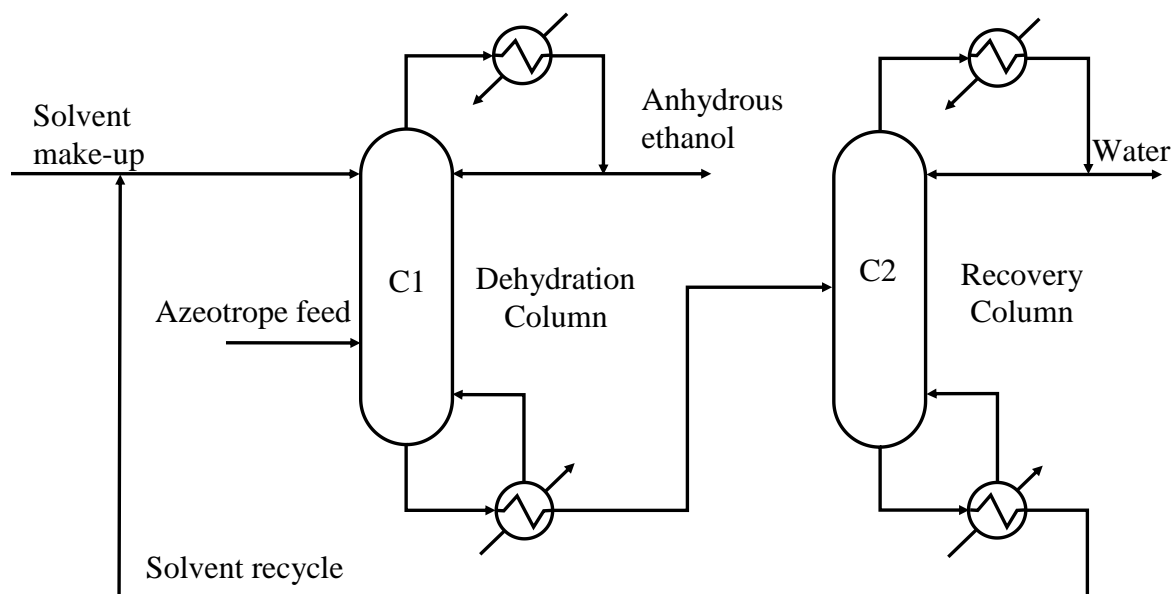 Solvent
make-up
Anhydrous
ethanol
Water
C1
Dehydration
Column
C2
Recovery
Column
Azeotrope feed
Solvent recycle